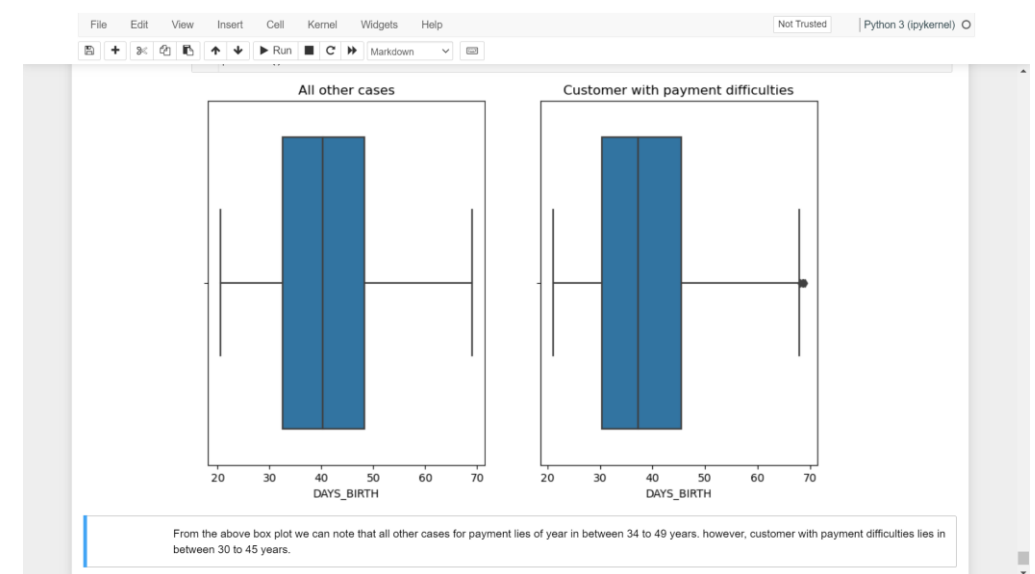 File Edit View Insert Cell Kernel Widgets Help Not Trusted Python 3 (ipykernel)
Run Markdown
All other cases Customer with payment difficulties
20 30 40 50 60 70 20 30 40 50 60 70
DAYS_BIRTH DAYS_BIRTH
From the above box plot we can note that all other cases for payment lies of year in between 34 to 49 years. however, customer with payment difficulties lies in
between 30 to 45 years.